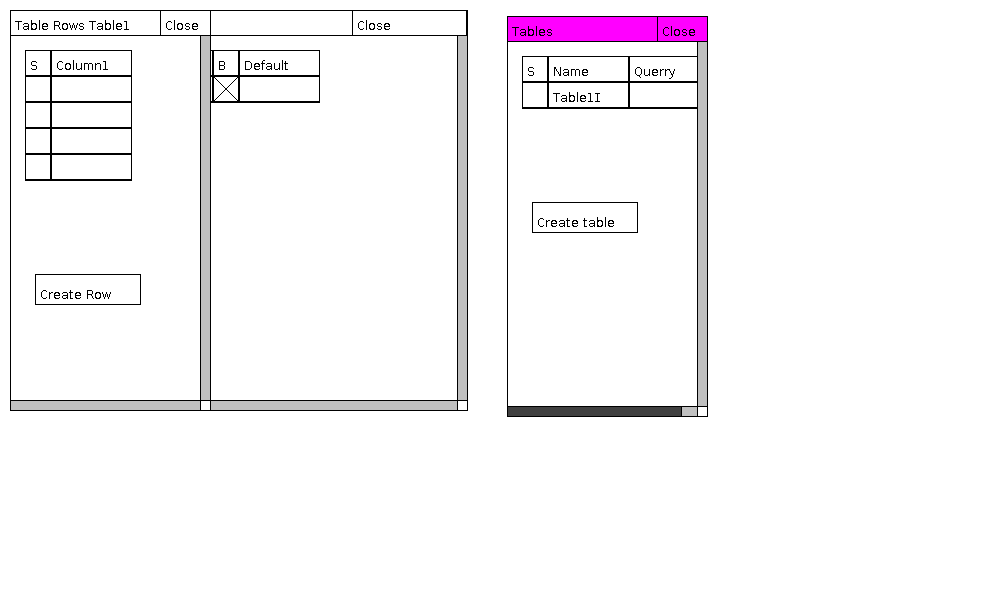 Table Rows Table1 Close
Close
S Column1
B Default
Create Row
Tables Close
S Name Querry
Table1I
Create table